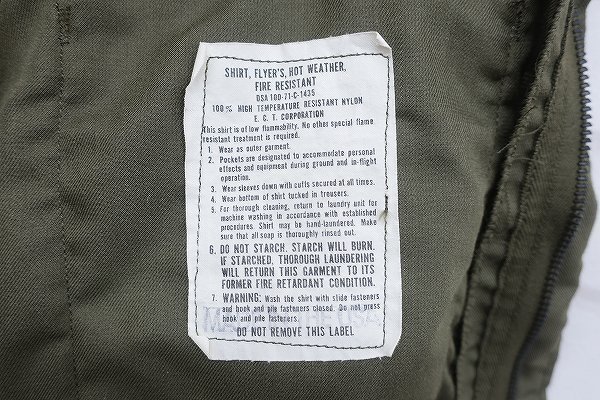 SHIRT, FLYER'S, HOT WEATHER,
FIRE RESISTANT
DSA 100-71-C-1435
100% HIGH TEMPERATURE RESISTANT NYLON
E. C. T. CORPORATION
This shirt is of low flammability. No other special flame
resistant treatment is required.
1. Wear as outer garment.
2. Pockets are designated to accommodate personal
effects and equipment during ground and in-flight
operation.
3. Wear sleeves down with cuffs secured at all times.
4. Wear bottom of shirt tucked in trousers.
5. For thorough cleaning, return to laundry unit for
machine washing in accordance with established
procedures. Shirt may be hand-laundered. Make
sure that all soap is thoroughly rinsed out.
6. DO NOT STARCH. STARCH WILL BURN.
IF STARCHED, THOROUGH LAUNDERING
WILL RETURN THIS GARMENT TO ITS
FORMER FIRE RETARDANT CONDITION.
7. WARNING: Wash the shirt with slide fasteners
and hook and pile fasteners closed. Do not press
hook and pile fasteners.
DO NOT REMOVE THIS LABEL